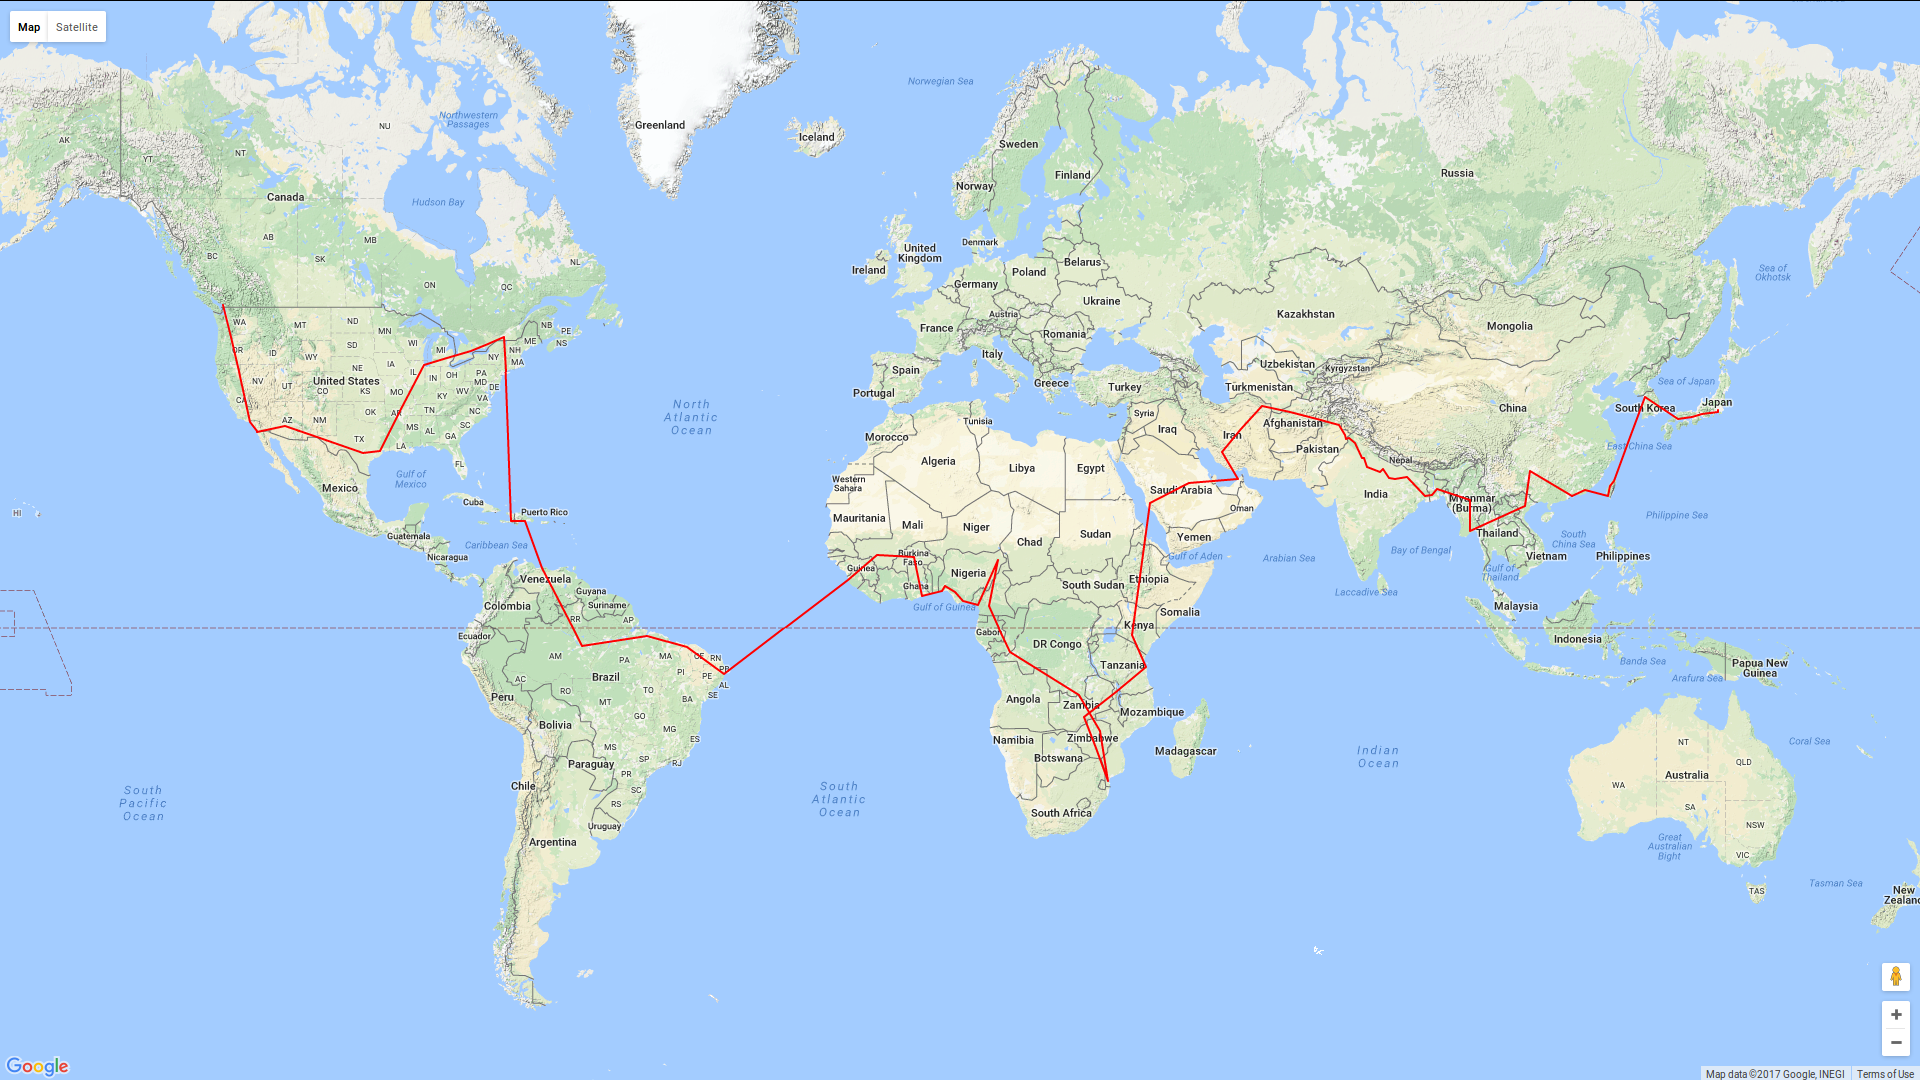 Map Satellite
Greenland
Iceland
Norwegian Sea
Northwestern
Passages
NU
AK
YT
NT
Canada
Hudson Bay
AB
MB
SK
BC
ON
QC
NL
NB
PE
NS
ME
NH
MA
NY
WA
OR
ID
MT
ND
MN
SD
WI
MI
WY
IA
NE
IL
IN
OH
PA
MD
DE
WV
VA
KY
NV
UT
United States
CO
KS
MO
CA
AZ
NM
OK
AR
TN
NC
SC
MS
AL
GA
TX
LA
FL
Gulf of
Mexico
Mexico
HI
Cuba
Puerto Rico
Guatemala
Caribbean Sea
Nicaragua
Venezuela
Guyana
Suriname
Colombia
RR
AP
Ecuador
AM
PA
MA
CE
RN
PB
PE
AL
SE
PI
Brazil
AC
RO
TO
BA
MT
GO
MG
ES
MS
SP
RJ
PR
SC
RS
Peru
Bolivia
Paraguay
Chile
Uruguay
Argentina
North
Atlantic
Ocean
South
Pacific
Ocean
South
Atlantic
Ocean
Sweden
Finland
Norway
Russia
Denmark
United
Kingdom
Ireland
Belarus
Poland
Germany
Ukraine
Austria
France
Romania
Italy
Spain
Portugal
Greece
Turkey
Kazakhstan
Mongolia
Uzbekistan
Kyrgyzstan
Turkmenistan
Sea of
Okhotsk
Sea of Japan
Japan
South Korea
China
East China Sea
Tunisia
Morocco
Syria
Iraq
Iran
Afghanistan
Pakistan
Nepal
India
Algeria
Libya
Egypt
Western
Sahara
Saudi Arabia
Oman
Mauritania
Mali
Niger
Chad
Sudan
Yemen
Gulf of Aden
Arabian Sea
Bay of Bengal
Myanmar
(Burma)
Thailand
Vietnam
South
China Sea
Philippine Sea
Philippines
Gulf of
Thailand
Laccadive Sea
Burkina
Faso
Guinea
Ghana
Nigeria
Gulf of Guinea
South Sudan
Ethiopia
Somalia
Kenya
Gabon
DR Congo
Tanzania
Angola
Zambia
Mozambique
Zimbabwe
Namibia
Botswana
Madagascar
South Africa
Malaysia
Indonesia
Banda Sea
Arafura Sea
Papua New
Guinea
Indian
Ocean
Coral Sea
NT
QLD
Australia
WA
SA
NSW
VIC
TAS
Great
Australian
Bight
Tasman Sea
New
Zealand
+
−
Google
Map data ©2017 Google, INEGI Terms of Use